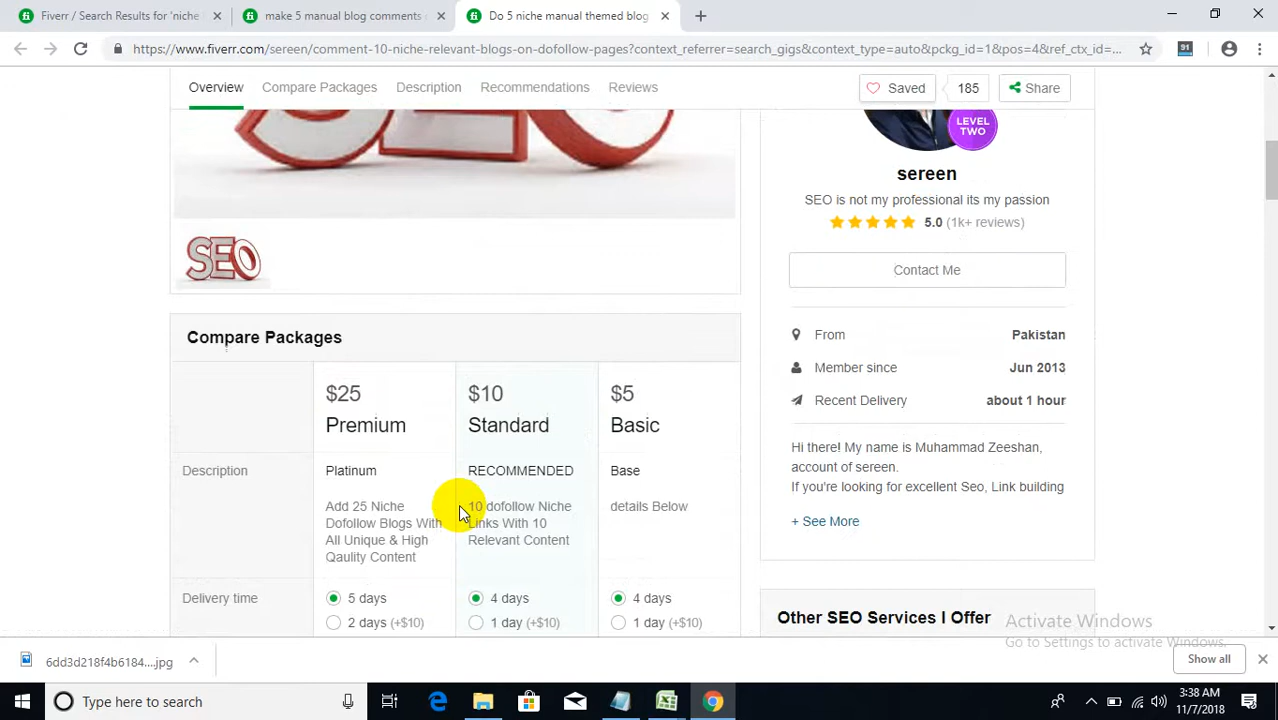 Fiverr / Search Results for 'niche
make 5 manual blog comments
Do 5 niche manual themed blog
https://www.fiverr.com/sereen/comment-10-niche-relevant-blogs-on-dofollow-pages?context_referrer=search_gigs&context_type=auto&pckg_id=1&pos=4&ref_ctx_id=...
91
Overview
Compare Packages
Description
Recommendations
Reviews
Saved
185
Share
LEVEL
TWO
sereen
SEO is not my professional its my passion
5.0 (1k+ reviews)
SEO
Contact Me
Compare Packages
From Pakistan
Member since Jun 2013
Recent Delivery about 1 hour
$25
Premium
$10
Standard
$5
Basic
Hi there! My name is Muhammad Zeeshan,
account of sereen.
If you're looking for excellent Seo, Link building
+ See More
Description
Platinum
RECOMMENDED
Base
Add 25 Niche
Dofollow Blogs With
All Unique & High
Qaulity Content
10 dofollow Niche
Links With 10
Relevant Content
details Below
Delivery time
5 days
2 days (+$10)
4 days
1 day (+$10)
4 days
1 day (+$10)
Other SEO Services I Offer
Activate Windows
Go to Settings to activate Windows.
6dd3d218f4b6184....jpg
Show all
Type here to search
3:38 AM
11/7/2018